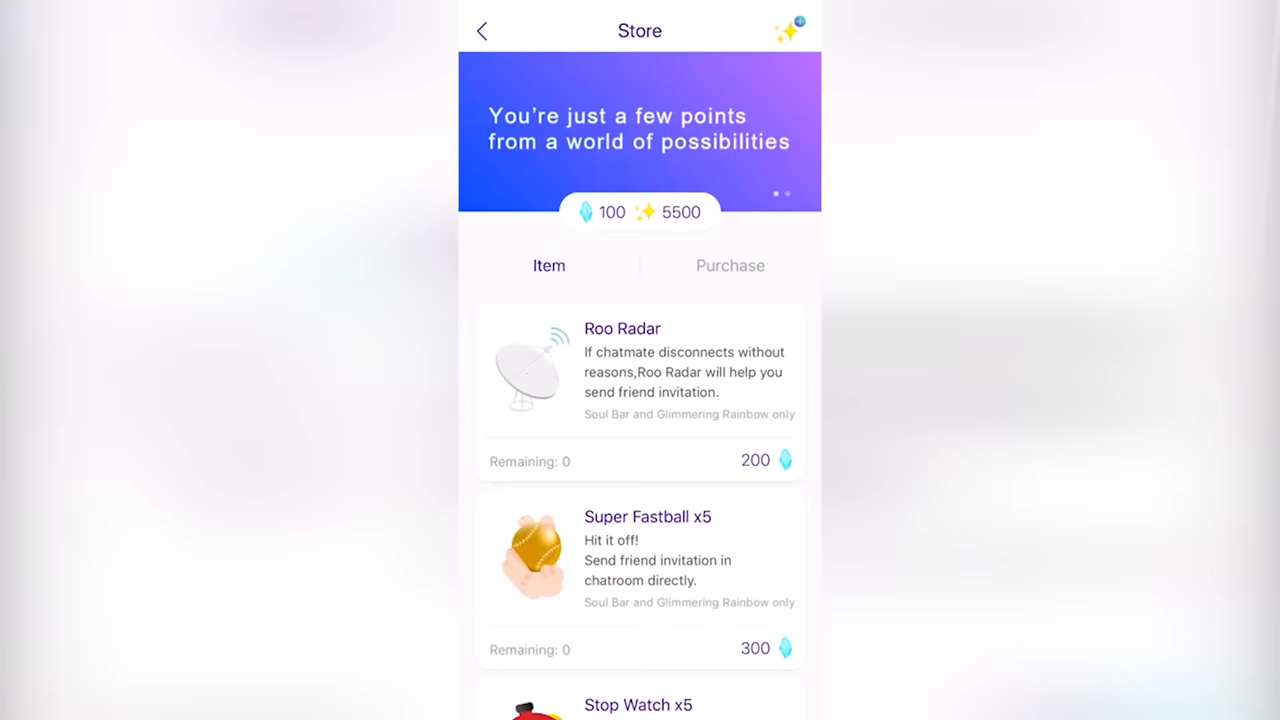 Store
You're just a few points
from a world of possibilities
100 5500
Item Purchase
Roo Radar
If chatmate disconnects without
reasons,Roo Radar will help you
send friend invitation.
Soul Bar and Glimmering Rainbow only
Remaining: 0 200
Super Fastball x5
Hit it off!
Send friend invitation in
chatroom directly.
Soul Bar and Glimmering Rainbow only
Remaining: 0 300
Stop Watch x5